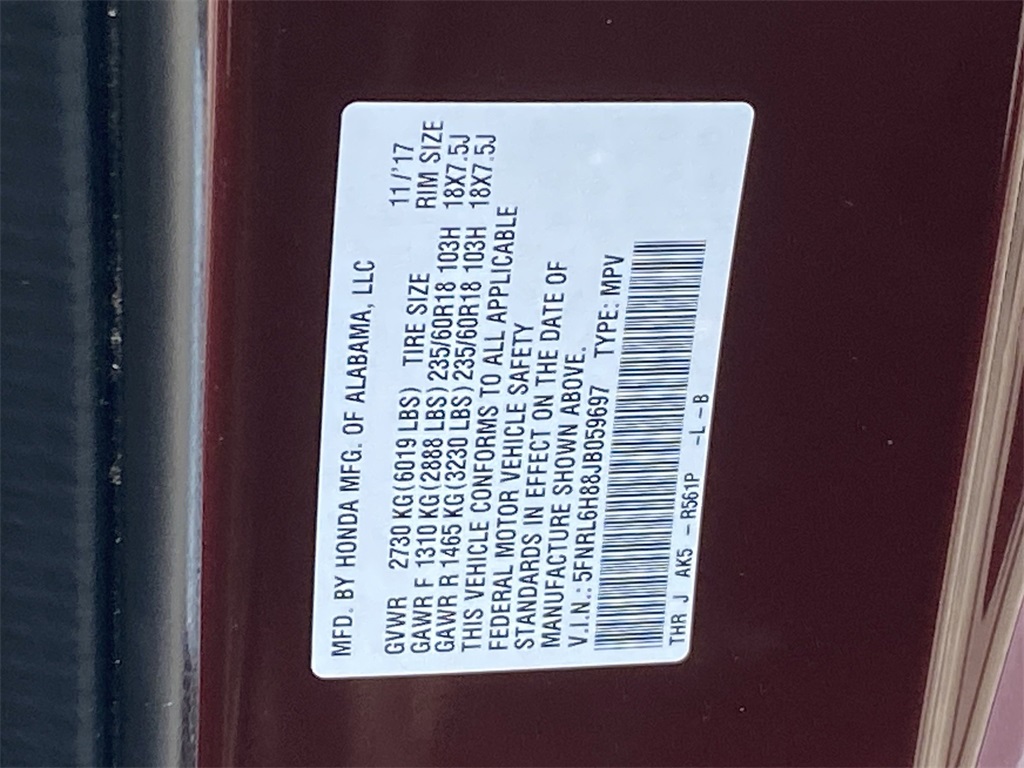 MFD. BY HONDA MFG. OF ALABAMA, LLC
GVWR 2730 KG(6019 LBS) TIRE SIZE 11/'17
RIM SIZE
GAWR F 1310 KG(2888 LBS) 235/60R18 103H 18X7.5J
GAWR R 1465 KG(3230 LBS) 235/60R18 103H 18X7.5J
THIS VEHICLE CONFORMS TO ALL APPLICABLE
FEDERAL MOTOR VEHICLE SAFETY
STANDARDS IN EFFECT ON THE DATE OF
MANUFACTURE SHOWN ABOVE.
V.I.N.: 5FNRL6H88JB059697 TYPE: MPV
THR J AK5 - R561P -L-B